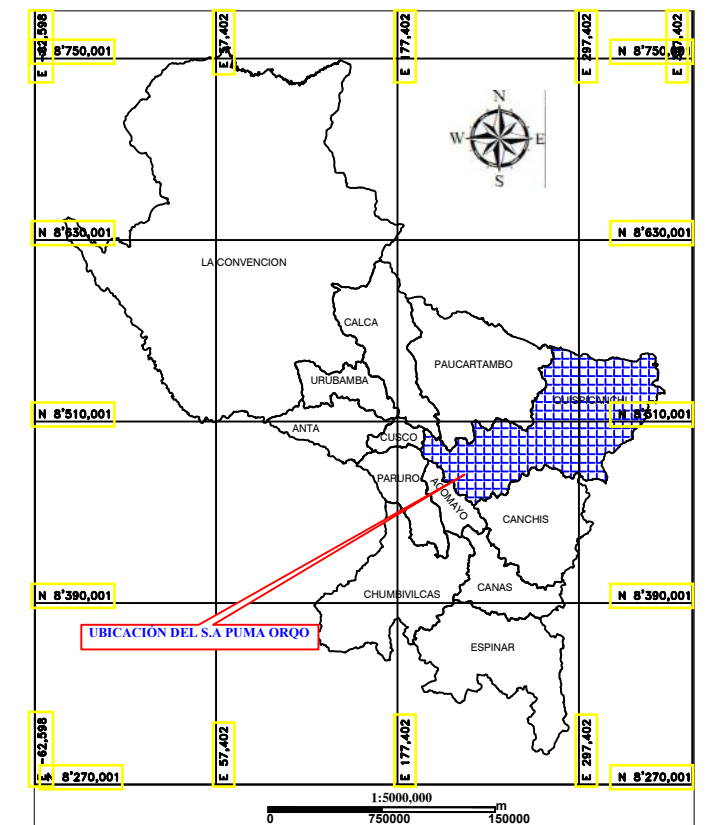 E -62,598
E 57,402
E 177,402
E 297,402
N 8'750,001
N 8'750,001
N
W
E
S
N 8'630,001
N 8'630,001
LA CONVENCION
CALCA
PAUCARTAMBO
URUBAMBA
QUISPICANCHI
N 8'510,001
N 8'510,001
ANTA
CUSCO
PARURO
ACOMAYO
CANCHIS
N 8'390,001
N 8'390,001
CHUMBIVILCAS
CANAS
UBICACIÓN DEL S.A PUMA ORQO
ESPINAR
E -62,598
E 57,402
E 177,402
E 297,402
N 8'270,001
N 8'270,001
1:5000,000
m
0
750000
150000